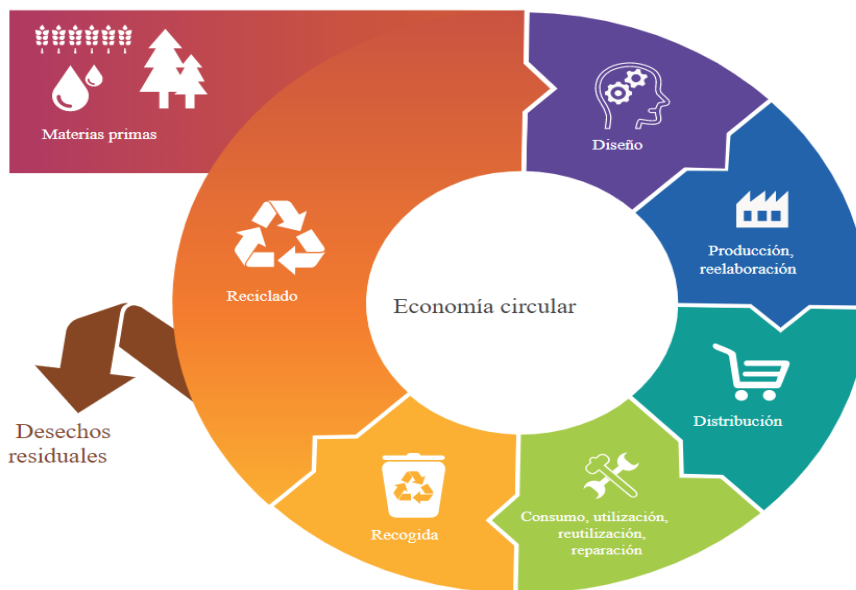 Materias primas
Diseño
Producción,
reelaboración
Reciclado
Economía circular
Distribución
Desechos
residuales
Consumo, utilización,
reutilización,
reparación
Recogida